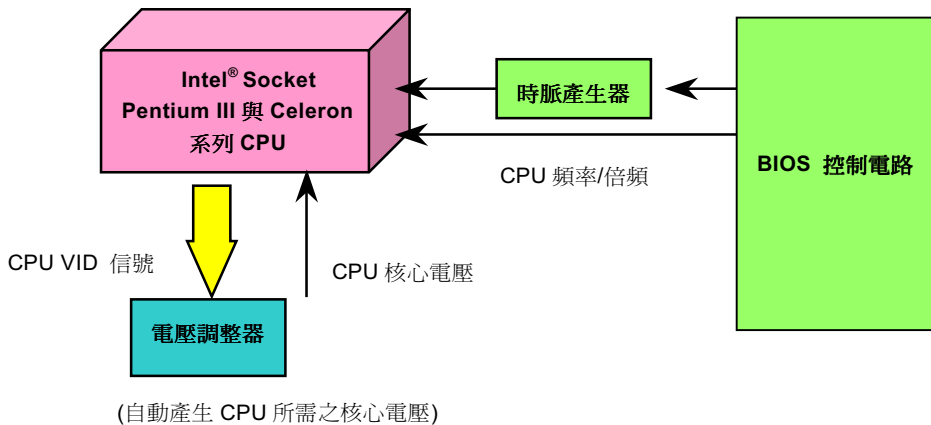 Intel® Socket
Pentium III 與 Celeron
系列 CPU
時脈產生器
BIOS 控制電路
CPU 頻率/倍頻
CPU VID 信號
CPU 核心電壓
電壓調整器
(自動產生 CPU 所需之核心電壓)